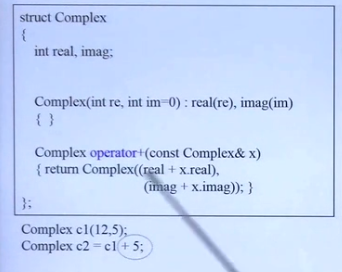 struct Complex
{
int real, imag;
Complex(int re, int im=0) : real(re), imag(im)
{ }
Complex operator+(const Complex& x)
{ return Complex((real + x.real),
(imag + x.imag)); }
};
Complex c1(12,5);
Complex c2 = c1 + 5;